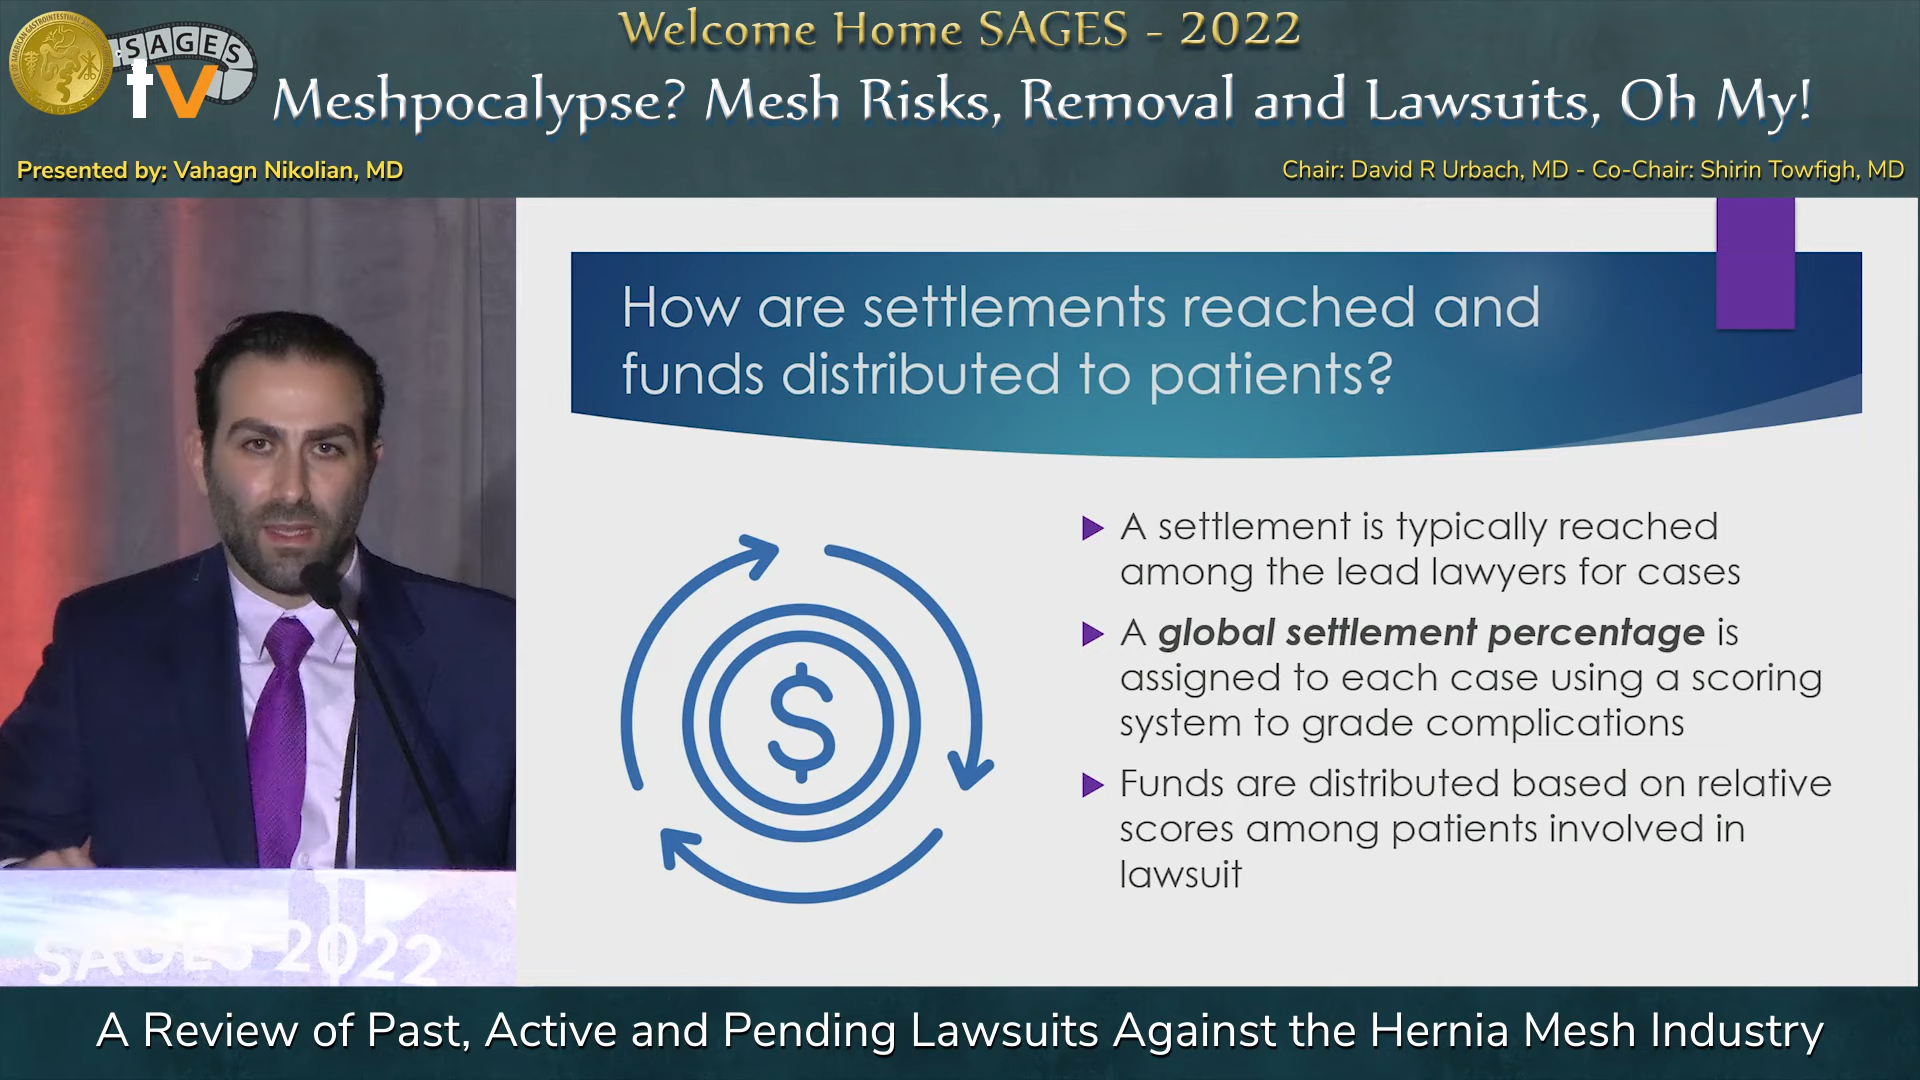 Welcome Home SAGES - 2022
SAGES
tv
Meshpocalypse? Mesh Risks, Removal and Lawsuits, Oh My!
Presented by: Vahagn Nikolian, MD
Chair: David R Urbach, MD - Co-Chair: Shirin Towfigh, MD
How are settlements reached and
funds distributed to patients?
$
▶ A settlement is typically reached
among the lead lawyers for cases
▶ A global settlement percentage is
assigned to each case using a scoring
system to grade complications
▶ Funds are distributed based on relative
scores among patients involved in
lawsuit
SAGES 2022
A Review of Past, Active and Pending Lawsuits Against the Hernia Mesh Industry